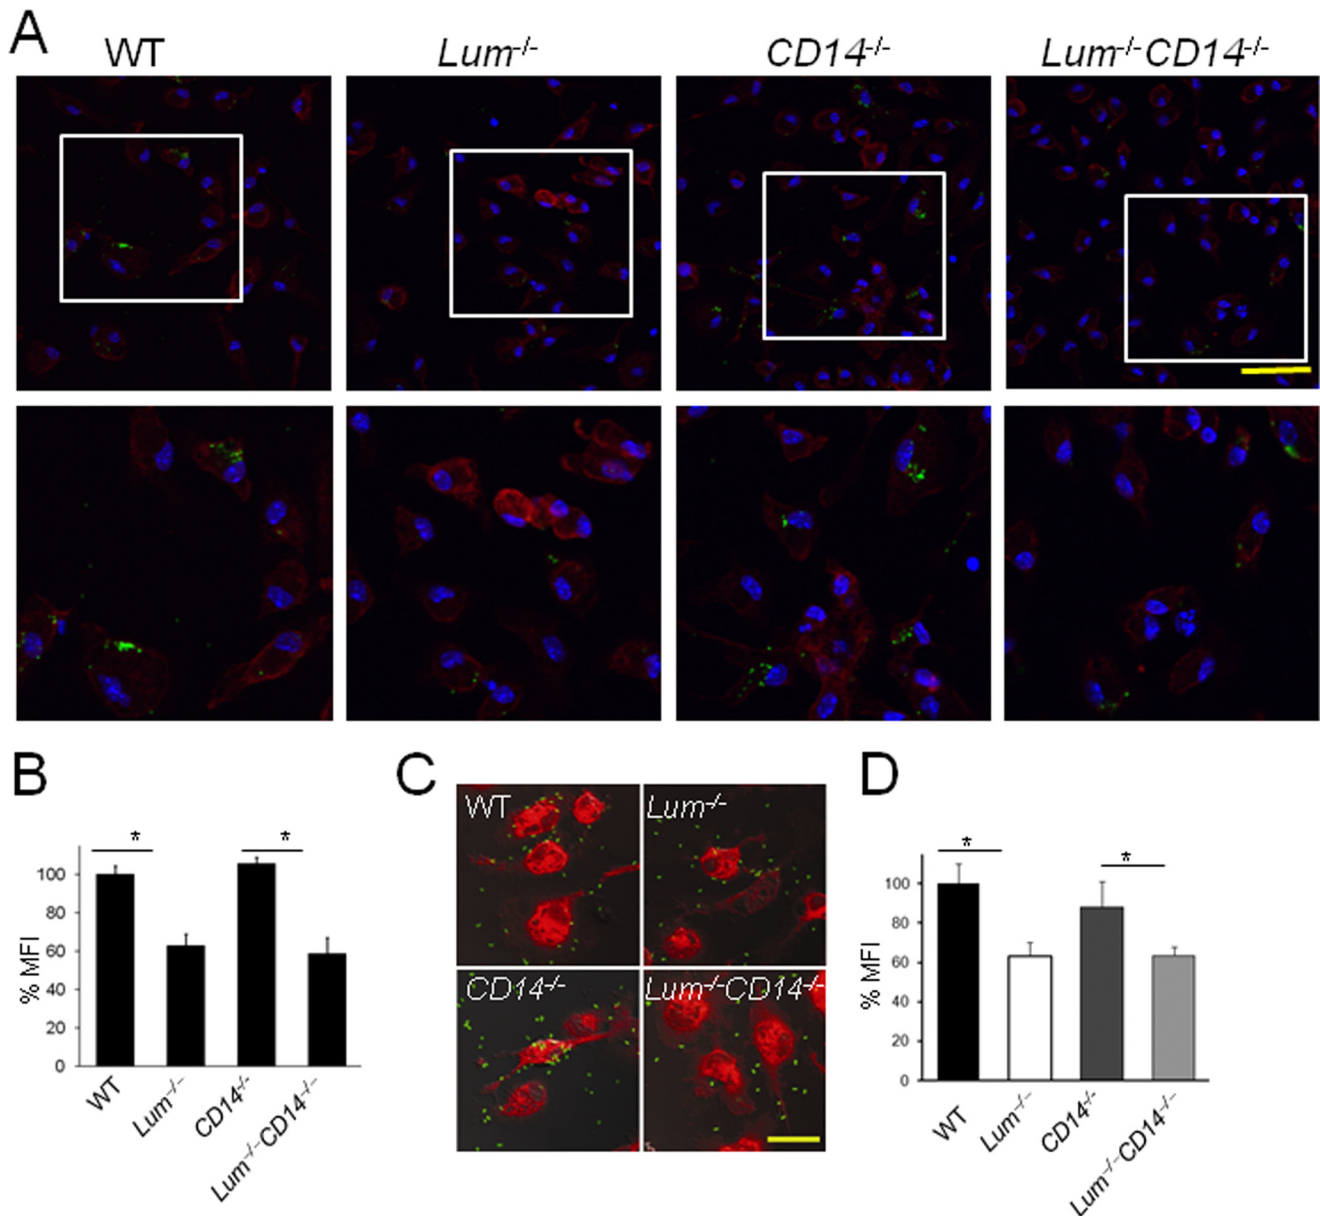 A
WT
Lum-/-
CD14-/-
Lum-/-CD14-/-
B
* *
% MFI
100
80
60
40
20
0
WT
Lum-/-
CD14-/-
Lum-/-CD14-/-
C
WT
Lum-/-
CD14-/-
Lum-/-CD14-/-
D
* *
% MFI
100
80
60
40
20
0
WT
Lum-/-
CD14-/-
Lum-/-CD14-/-